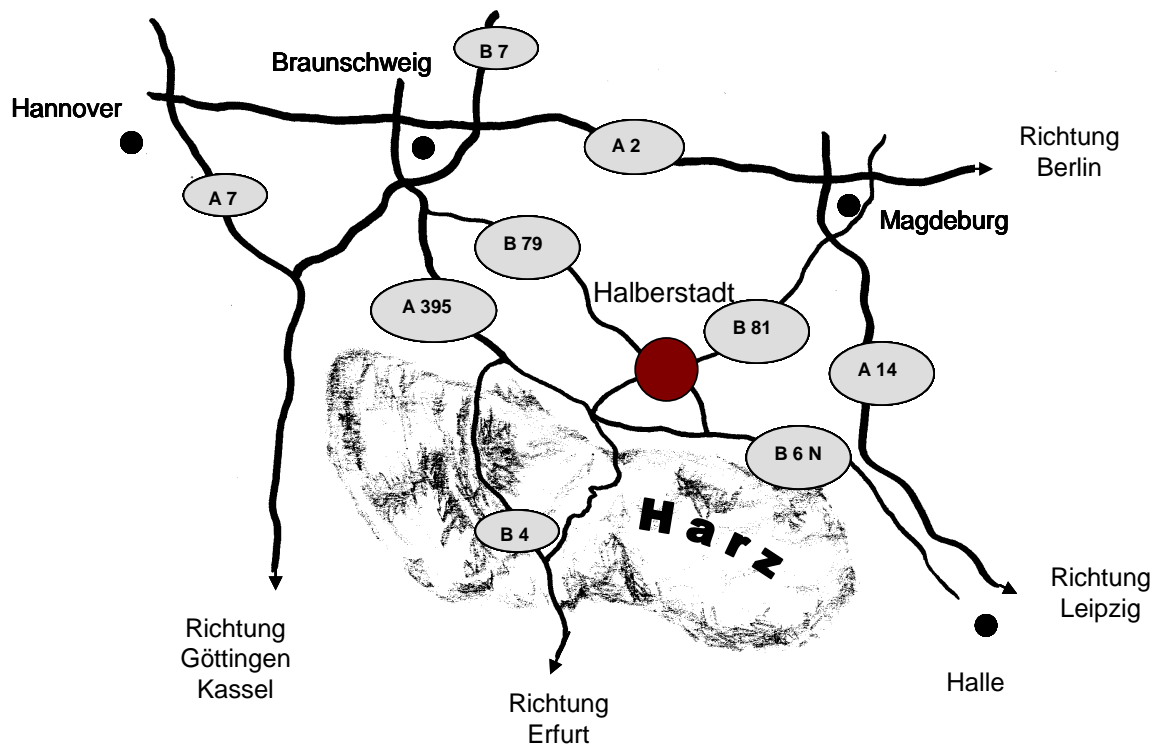 B 7
Braunschweig
Hannover
A 2
Richtung
Berlin
A 7
Magdeburg
B 79
Halberstadt
A 395
B 81
A 14
B 6 N
Harz
B 4
Richtung
Leipzig
Richtung
Göttingen
Kassel
Halle
Richtung
Erfurt